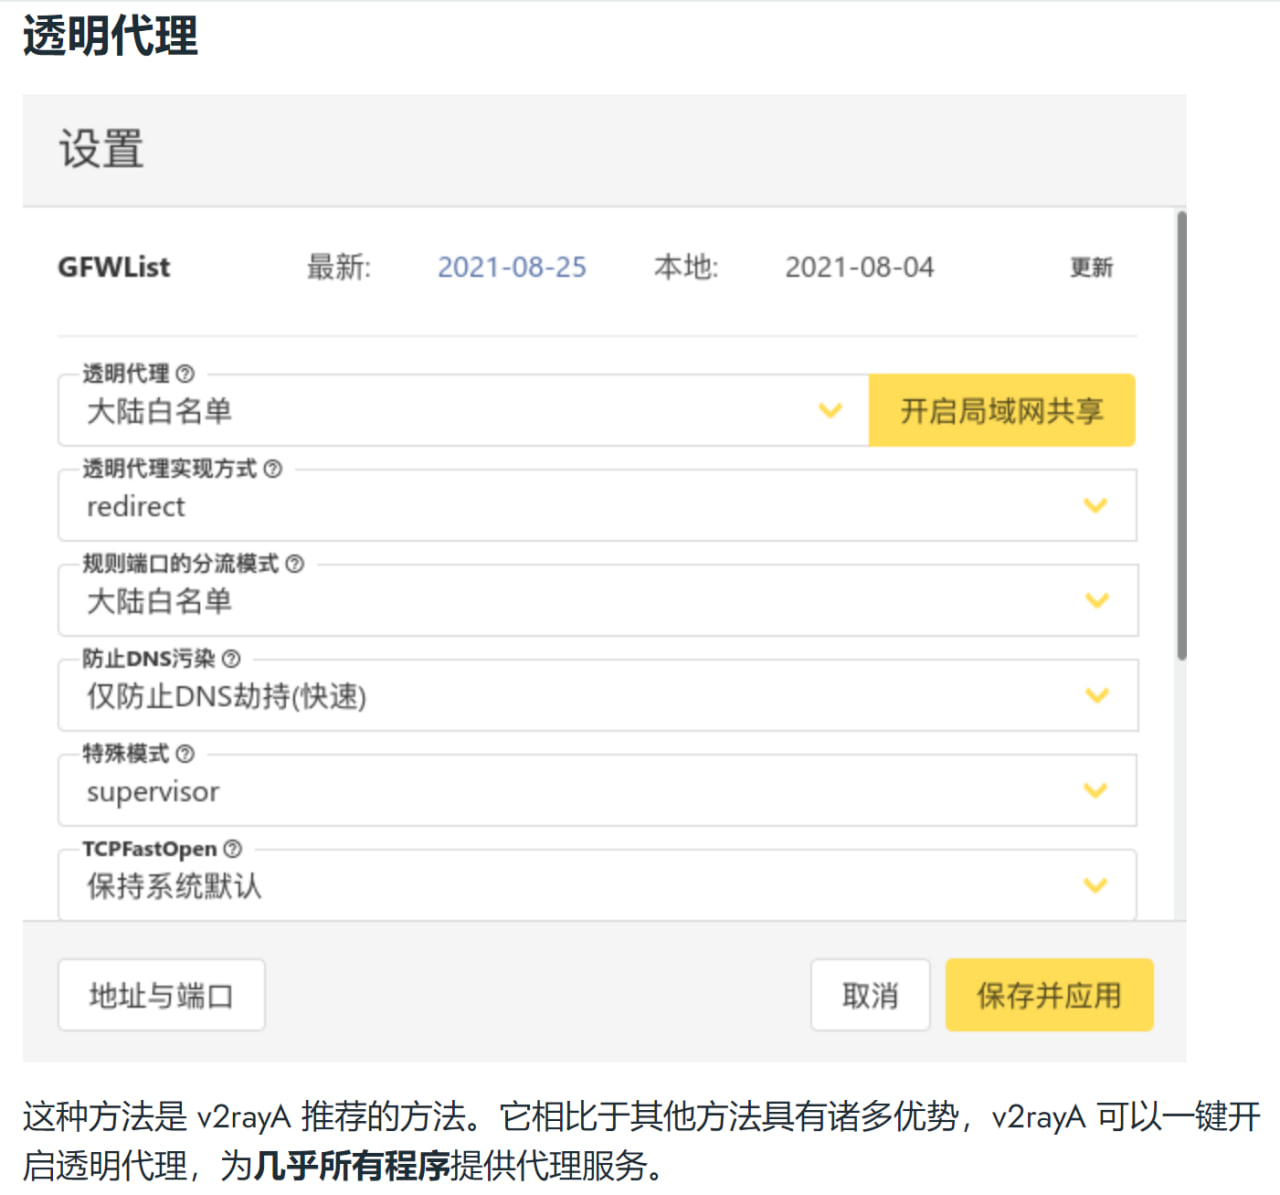 透明代理
设置
GFWList 最新: 2021-08-25 本地: 2021-08-04 更新
透明代理
大陆白名单 开启局域网共享
透明代理实现方式
redirect
规则端口的分流模式
大陆白名单
防止DNS污染
仅防止DNS劫持(快速)
特殊模式
supervisor
TCPFastOpen
保持系统默认
地址与端口 取消 保存并应用
这种方法是 v2rayA 推荐的方法。它相比于其他方法具有诸多优势，v2rayA 可以一键开
启透明代理，为几乎所有程序提供代理服务。